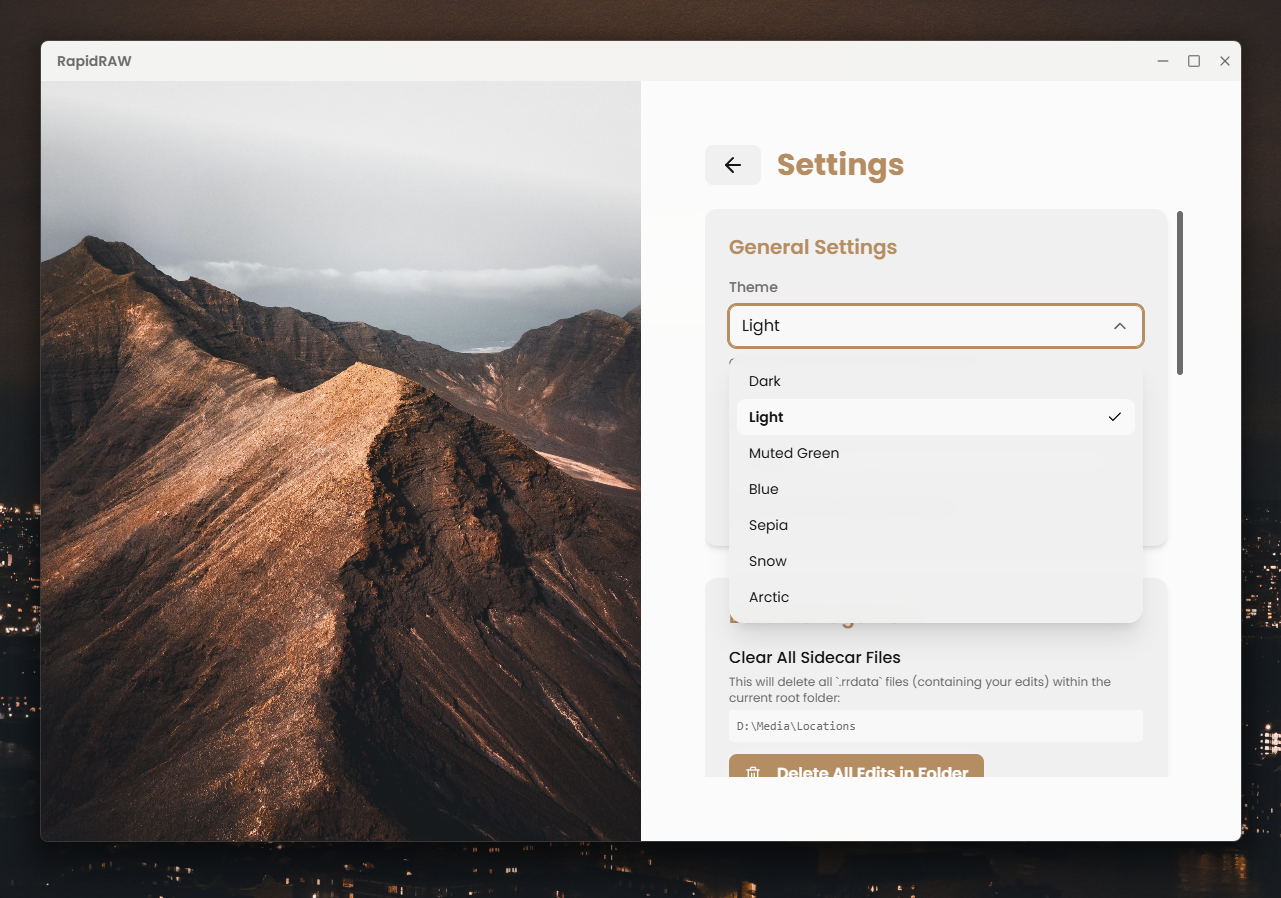 RapidRAW
Settings
General Settings
Theme
Light
Dark
Light
Muted Green
Blue
Sepia
Snow
Arctic
Clear All Sidecar Files
This will delete all `.rrdata` files (containing your edits) within the
current root folder:
D:\Media\Locations
Delete All Edits in Folder